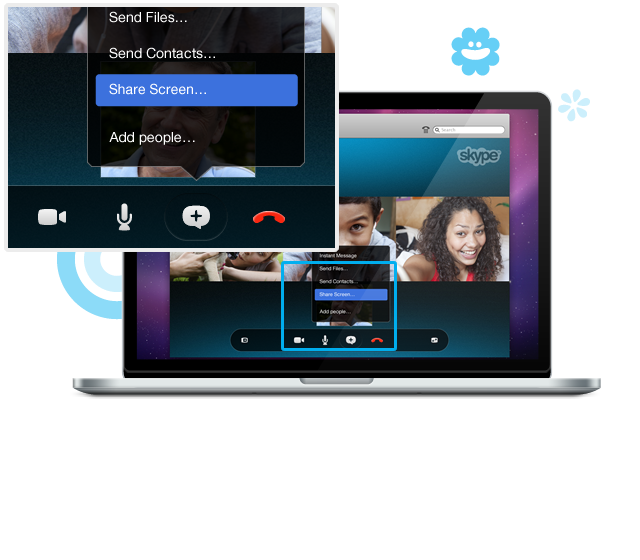 Send Files...
Send Contacts...
Share Screen...
Add people...
Search
skype
Instant Message
Send Files...
Send Contacts...
Share Screen...
Add people...